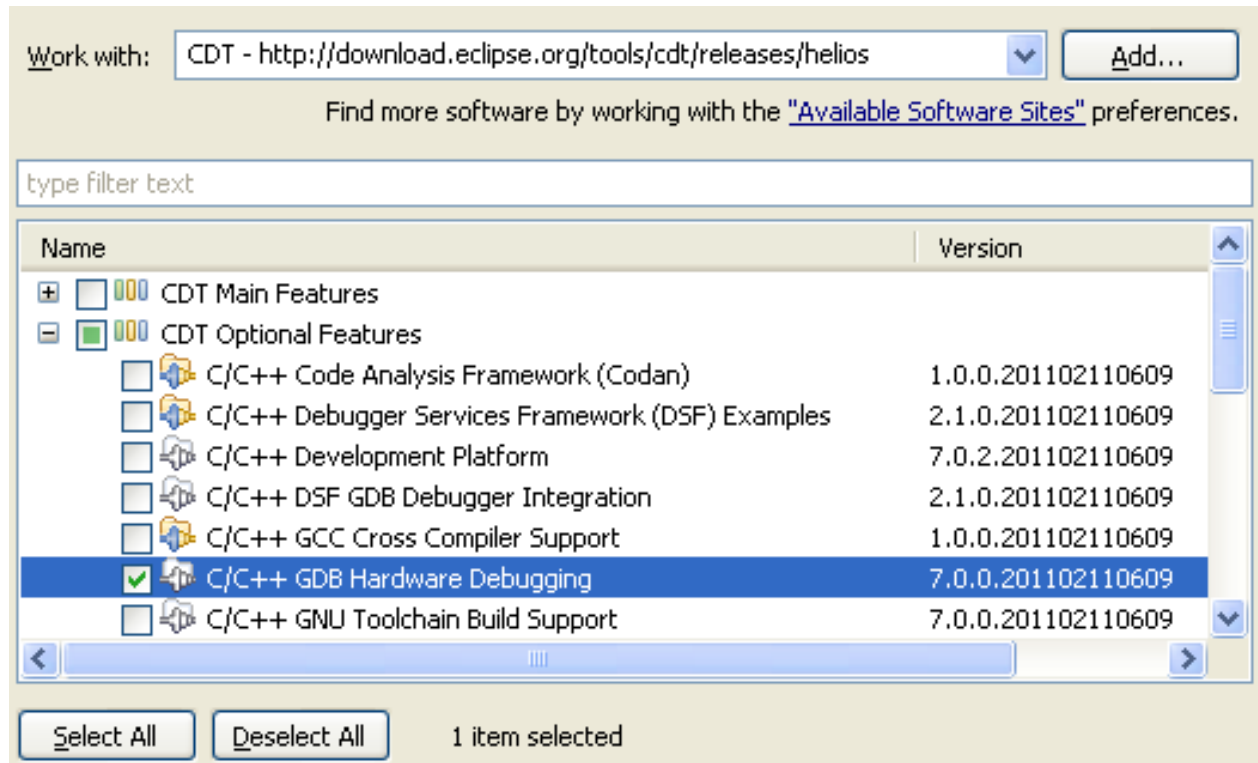 Work with: CDT - http://download.eclipse.org/tools/cdt/releases/helios Add...
Find more software by working with the "Available Software Sites" preferences.
type filter text
Name Version
CDT Main Features
CDT Optional Features
C/C++ Code Analysis Framework (Codan) 1.0.0.201102110609
C/C++ Debugger Services Framework (DSF) Examples 2.1.0.201102110609
C/C++ Development Platform 7.0.2.201102110609
C/C++ DSF GDB Debugger Integration 2.1.0.201102110609
C/C++ GCC Cross Compiler Support 1.0.0.201102110609
C/C++ GDB Hardware Debugging 7.0.0.201102110609
C/C++ GNU Toolchain Build Support 7.0.0.201102110609
Select All Deselect All 1 item selected